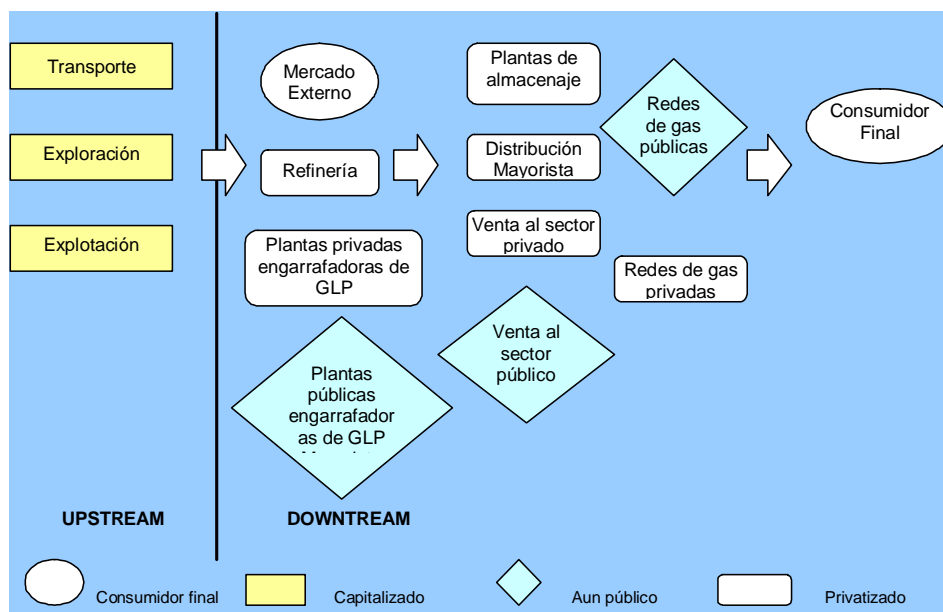 Transporte
Exploración
Explotación
Mercado
Externo
Refinería
Plantas privadas
engarrafadoras de
GLP
Plantas
públicas
engarrafador
as de GLP
Plantas de
almacenaje
Distribución
Mayorista
Venta al sector
privado
Venta al
sector
público
Redes
de gas
públicas
Redes de gas
privadas
Consumidor
Final
UPSTREAM
DOWNTREAM
Consumidor final
Capitalizado
Aun público
Privatizado